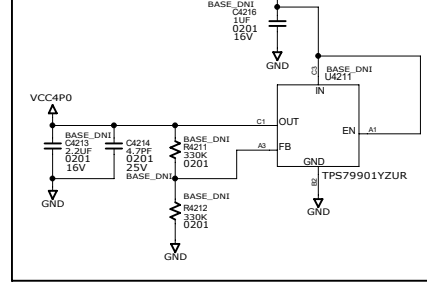 BASE_DNI
C4216
1UF
0201
16V
GND
C3
BASE_DNI
U4211
IN
VCC4P0
BASE_DNI
C4213
2.2UF
0201
16V
GND
C4214
4.7PF
0201
25V
BASE_DNI
BASE_DNI
R4211
330K
0201
C1
OUT
A3
FB
EN
A1
GND
B2
TPS79901YZUR
GND
BASE_DNI
R4212
330K
0201
GND